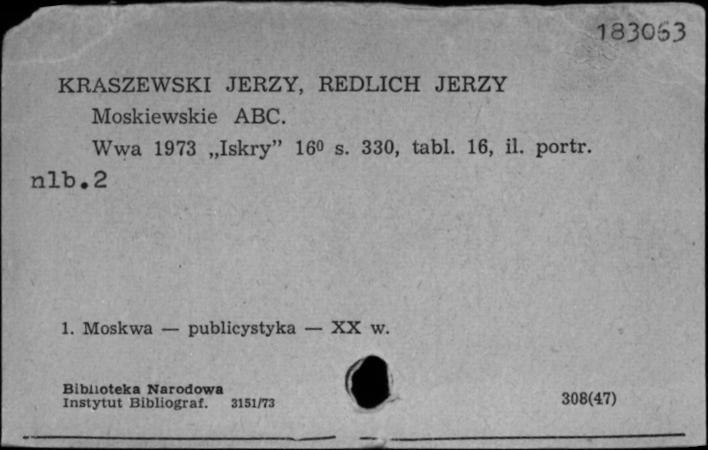 183063
KRASZEWSKI JERZY, REDLICH JERZY
Moskiewskie ABC.
Wwa 1973 „Iskry” 16⁰ s. 330, tabl. 16, il. portr.
nlb.2
1. Moskwa — publicystyka — XX w.
Biblioteka Narodowa
Instytut Bibliograf. 3151/73
308(47)